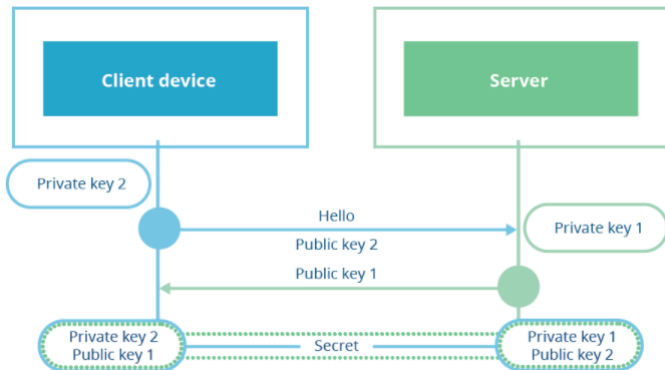 Client device
Server
Private key 2
Hello
Private key 1
Public key 2
Public key 1
Private key 2
Public key 1
Secret
Private key 1
Public key 2